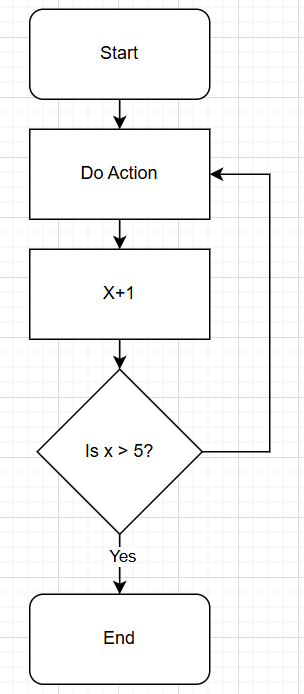 Start
Do Action
X+1
Is x > 5?
Yes
End